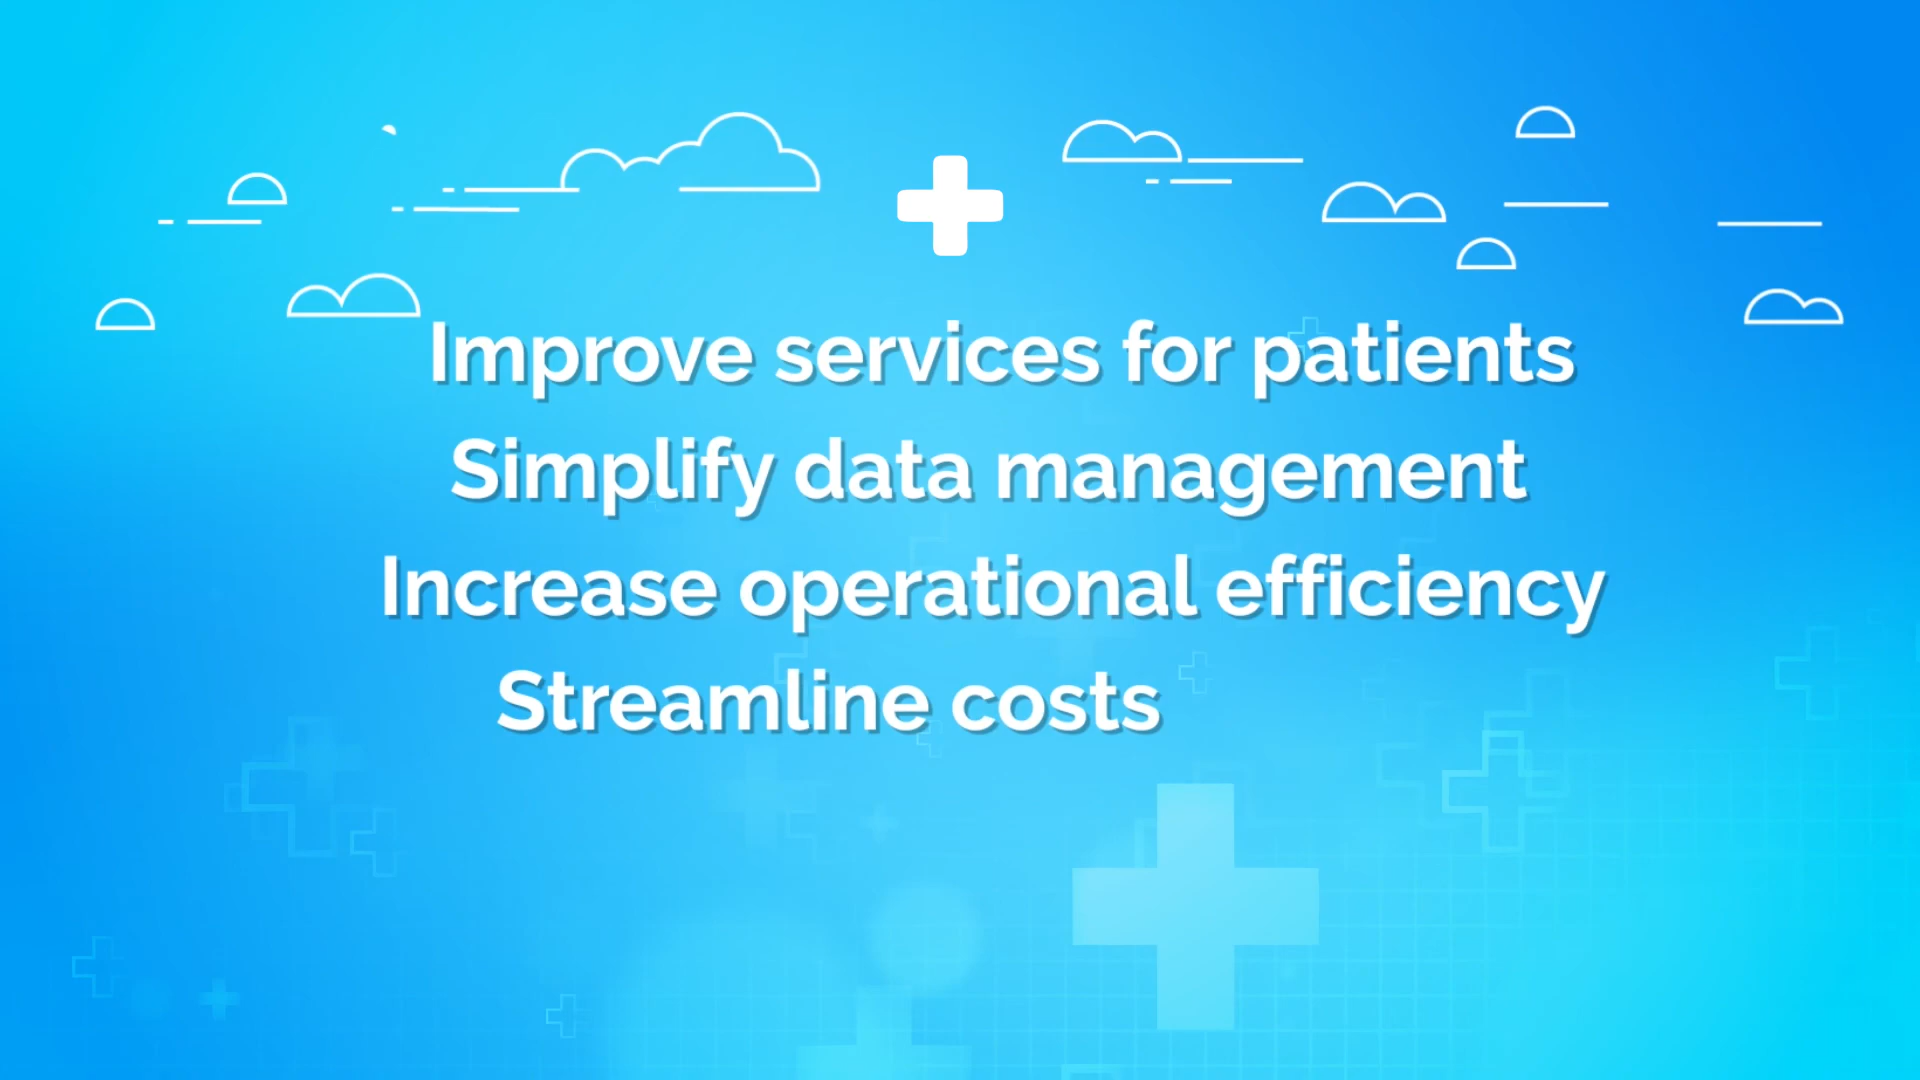 Improve services for patients
Simplify data management
Increase operational efficiency
Streamline costs